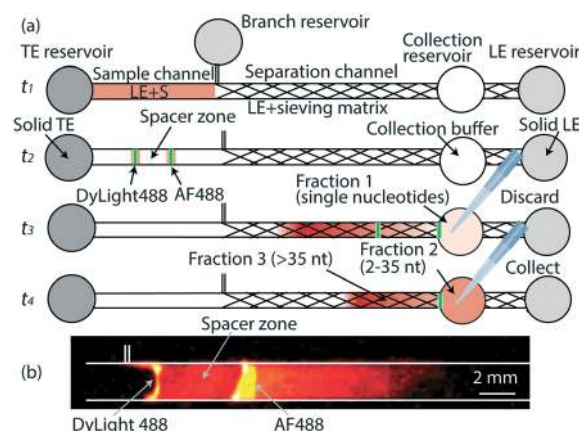 (a)
Branch reservoir
TE reservoir
Collection reservoir
LE reservoir
Sample channel
Separation channel
t1
LE+S
LE+sieving matrix
Solid TE
Spacer zone
Collection buffer
Solid LE
t2
DyLight488
AF488
Fraction 1
(single nucleotides)
Discard
t3
Fraction 2
(2-35 nt)
Fraction 3 (>35 nt)
Collect
t4
Spacer zone
(b)
2 mm
DyLight 488
AF488